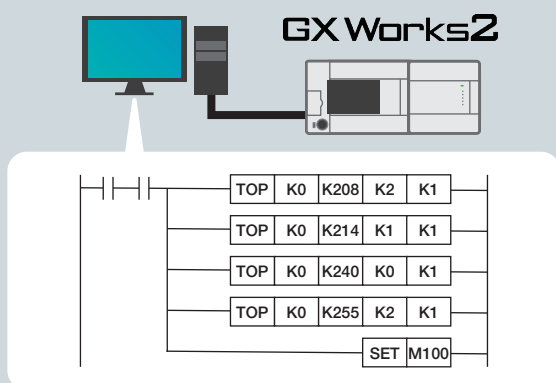 GX Works2
TOP K0 K208 K2 K1
TOP K0 K214 K1 K1
TOP K0 K240 K0 K1
TOP K0 K255 K2 K1
SET M100